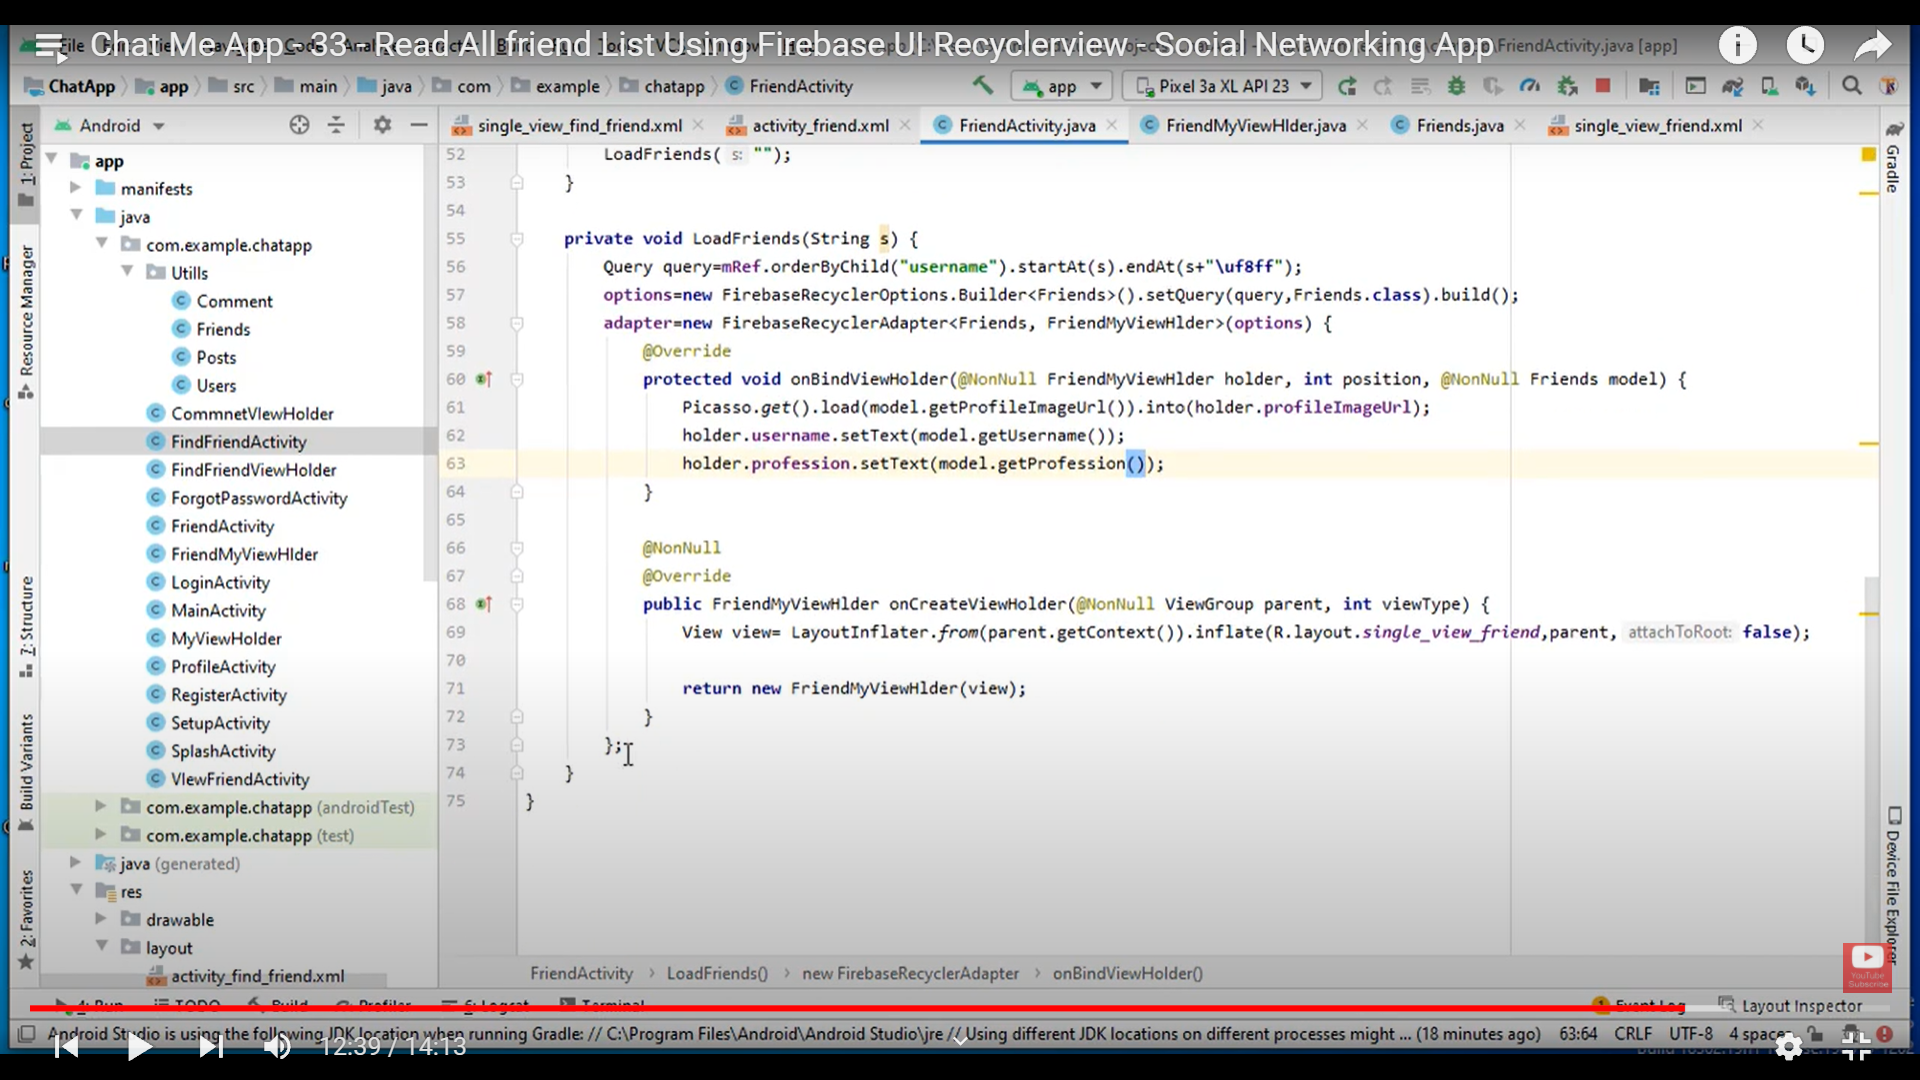 Chat Me App - 33 - Read All friend List Using Firebase UI Recyclerview - Social Networking App
FriendActivity.java [app]
ChatApp app src main java com example chatapp FriendActivity
app Pixel 3a XL API 23
Android
single_view_find_friend.xml activity_friend.xml FriendActivity.java FriendMyViewHlder.java Friends.java single_view_friend.xml
1: Project
Resource Manager
7: Structure
Build Variants
2: Favorites
Gradle
Device File Explorer
app
manifests
java
com.example.chatapp
Utills
Comment
Friends
Posts
Users
CommnetVIewHolder
FindFriendActivity
FindFriendViewHolder
ForgotPasswordActivity
FriendActivity
FriendMyViewHlder
LoginActivity
MainActivity
MyViewHolder
ProfileActivity
RegisterActivity
SetupActivity
SplashActivity
VIewFriendActivity
com.example.chatapp (androidTest)
com.example.chatapp (test)
java (generated)
res
drawable
layout
activity_find_friend.xml
52 LoadFriends( s: "");
53 }
54
55 private void LoadFriends(String s) {
56 Query query=mRef.orderByChild("username").startAt(s).endAt(s+"\uf8ff");
57 options=new FirebaseRecyclerOptions.Builder<Friends>().setQuery(query,Friends.class).build();
58 adapter=new FirebaseRecyclerAdapter<Friends, FriendMyViewHlder>(options) {
59 @Override
60 protected void onBindViewHolder(@NonNull FriendMyViewHlder holder, int position, @NonNull Friends model) {
61 Picasso.get().load(model.getProfileImageUrl()).into(holder.profileImageUrl);
62 holder.username.setText(model.getUsername());
63 holder.profession.setText(model.getProfession());
64 }
65
66 @NonNull
67 @Override
68 public FriendMyViewHlder onCreateViewHolder(@NonNull ViewGroup parent, int viewType) {
69 View view= LayoutInflater.from(parent.getContext()).inflate(R.layout.single_view_friend,parent, attachToRoot: false);
70
71 return new FriendMyViewHlder(view);
72 }
73 };
74 }
75 }
FriendActivity LoadFriends() new FirebaseRecyclerAdapter onBindViewHolder()
YouTube
Subscribe
4: Run TODO Build Profiler 6: Logcat Terminal Event Log Layout Inspector
Android Studio is using the following JDK location when running Gradle: // C:\Program Files\Android\Android Studio\jre // Using different JDK locations on different processes might ... (18 minutes ago) 63:64 CRLF UTF-8 4 spaces
12:39 / 14:13